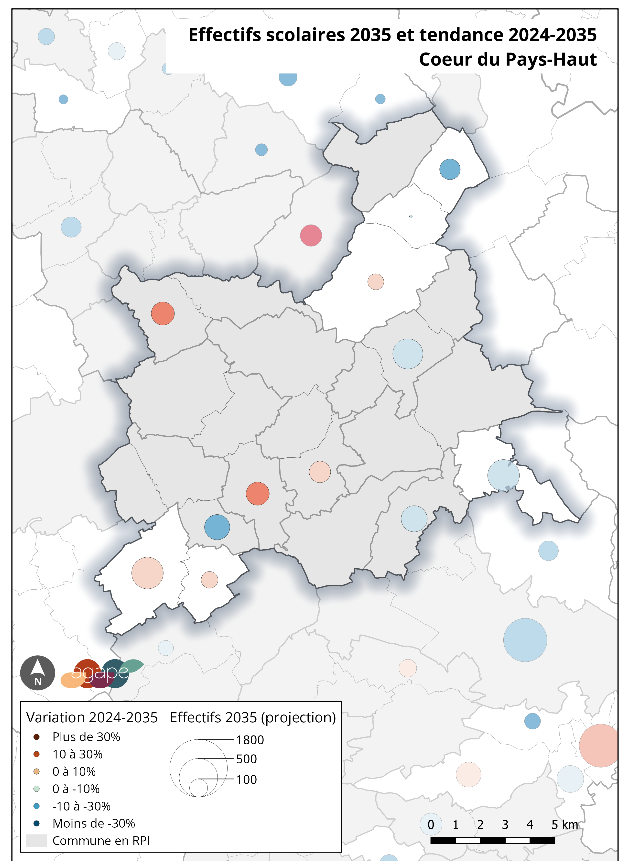 Effectifs scolaires 2035 et tendance 2024-2035
Coeur du Pays-Haut
N
agape
Variation 2024-2035
Plus de 30%
10 à 30%
0 à 10%
0 à -10%
-10 à -30%
Moins de -30%
Commune en RPI
Effectifs 2035 (projection)
1800
500
100
0 1 2 3 4 5 km